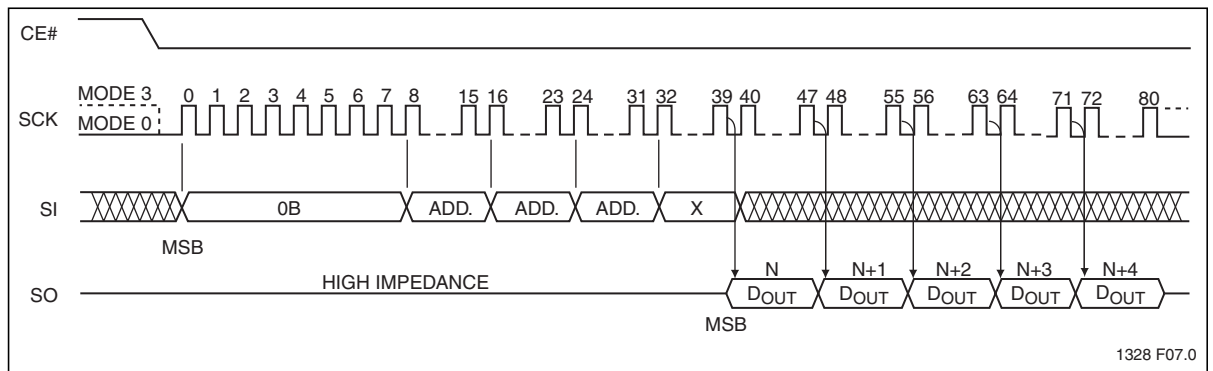 CE#
MODE 3
SCK
MODE 0
0 1 2 3 4 5 6 7 8 15 16 23 24 31 32 39 40 47 48 55 56 63 64 71 72 80
SI
0B ADD. ADD. ADD. X
MSB
N N+1 N+2 N+3 N+4
HIGH IMPEDANCE
SO
DOUT DOUT DOUT DOUT DOUT
MSB
1328 F07.0